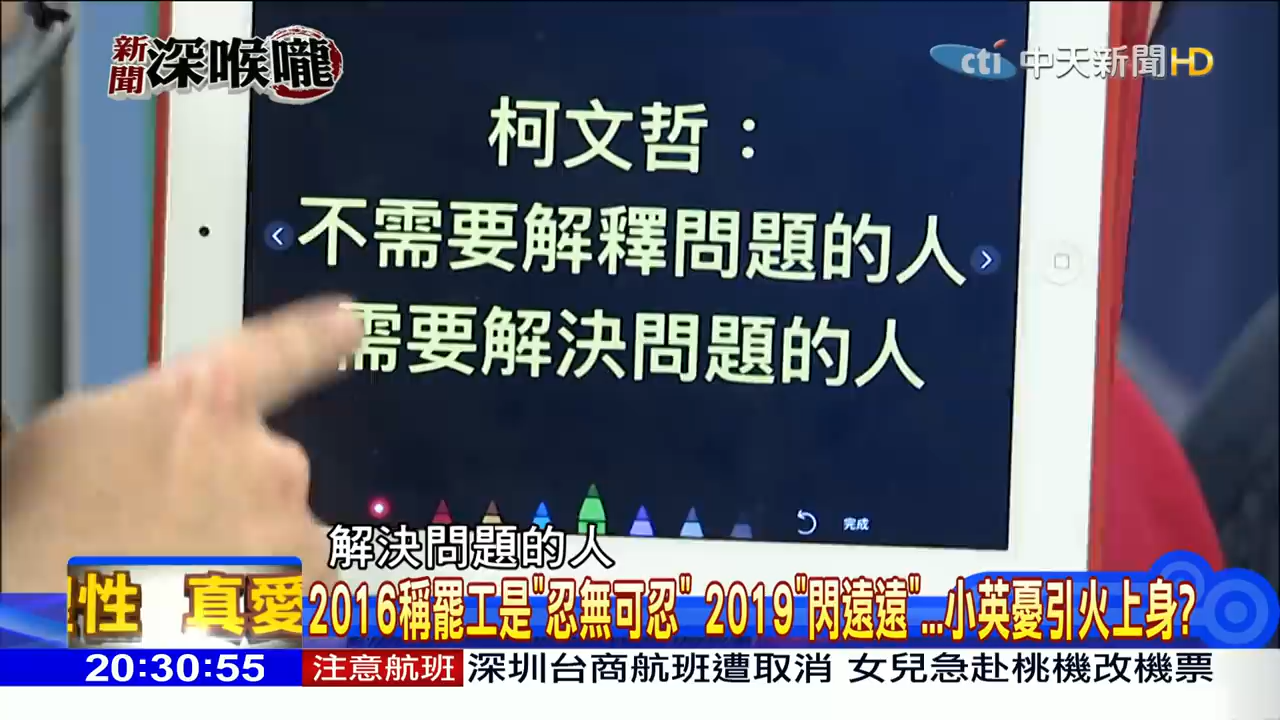 新聞深喉嚨
cti 中天新聞HD
柯文哲：
不需要解釋問題的人
需要解決問題的人
完成
解決問題的人
性 真愛
2016稱罷工是"忍無可忍" 2019"閃遠遠"...小英憂引火上身?
20:30:55
注意航班 深圳台商航班遭取消 女兒急赴桃機改機票